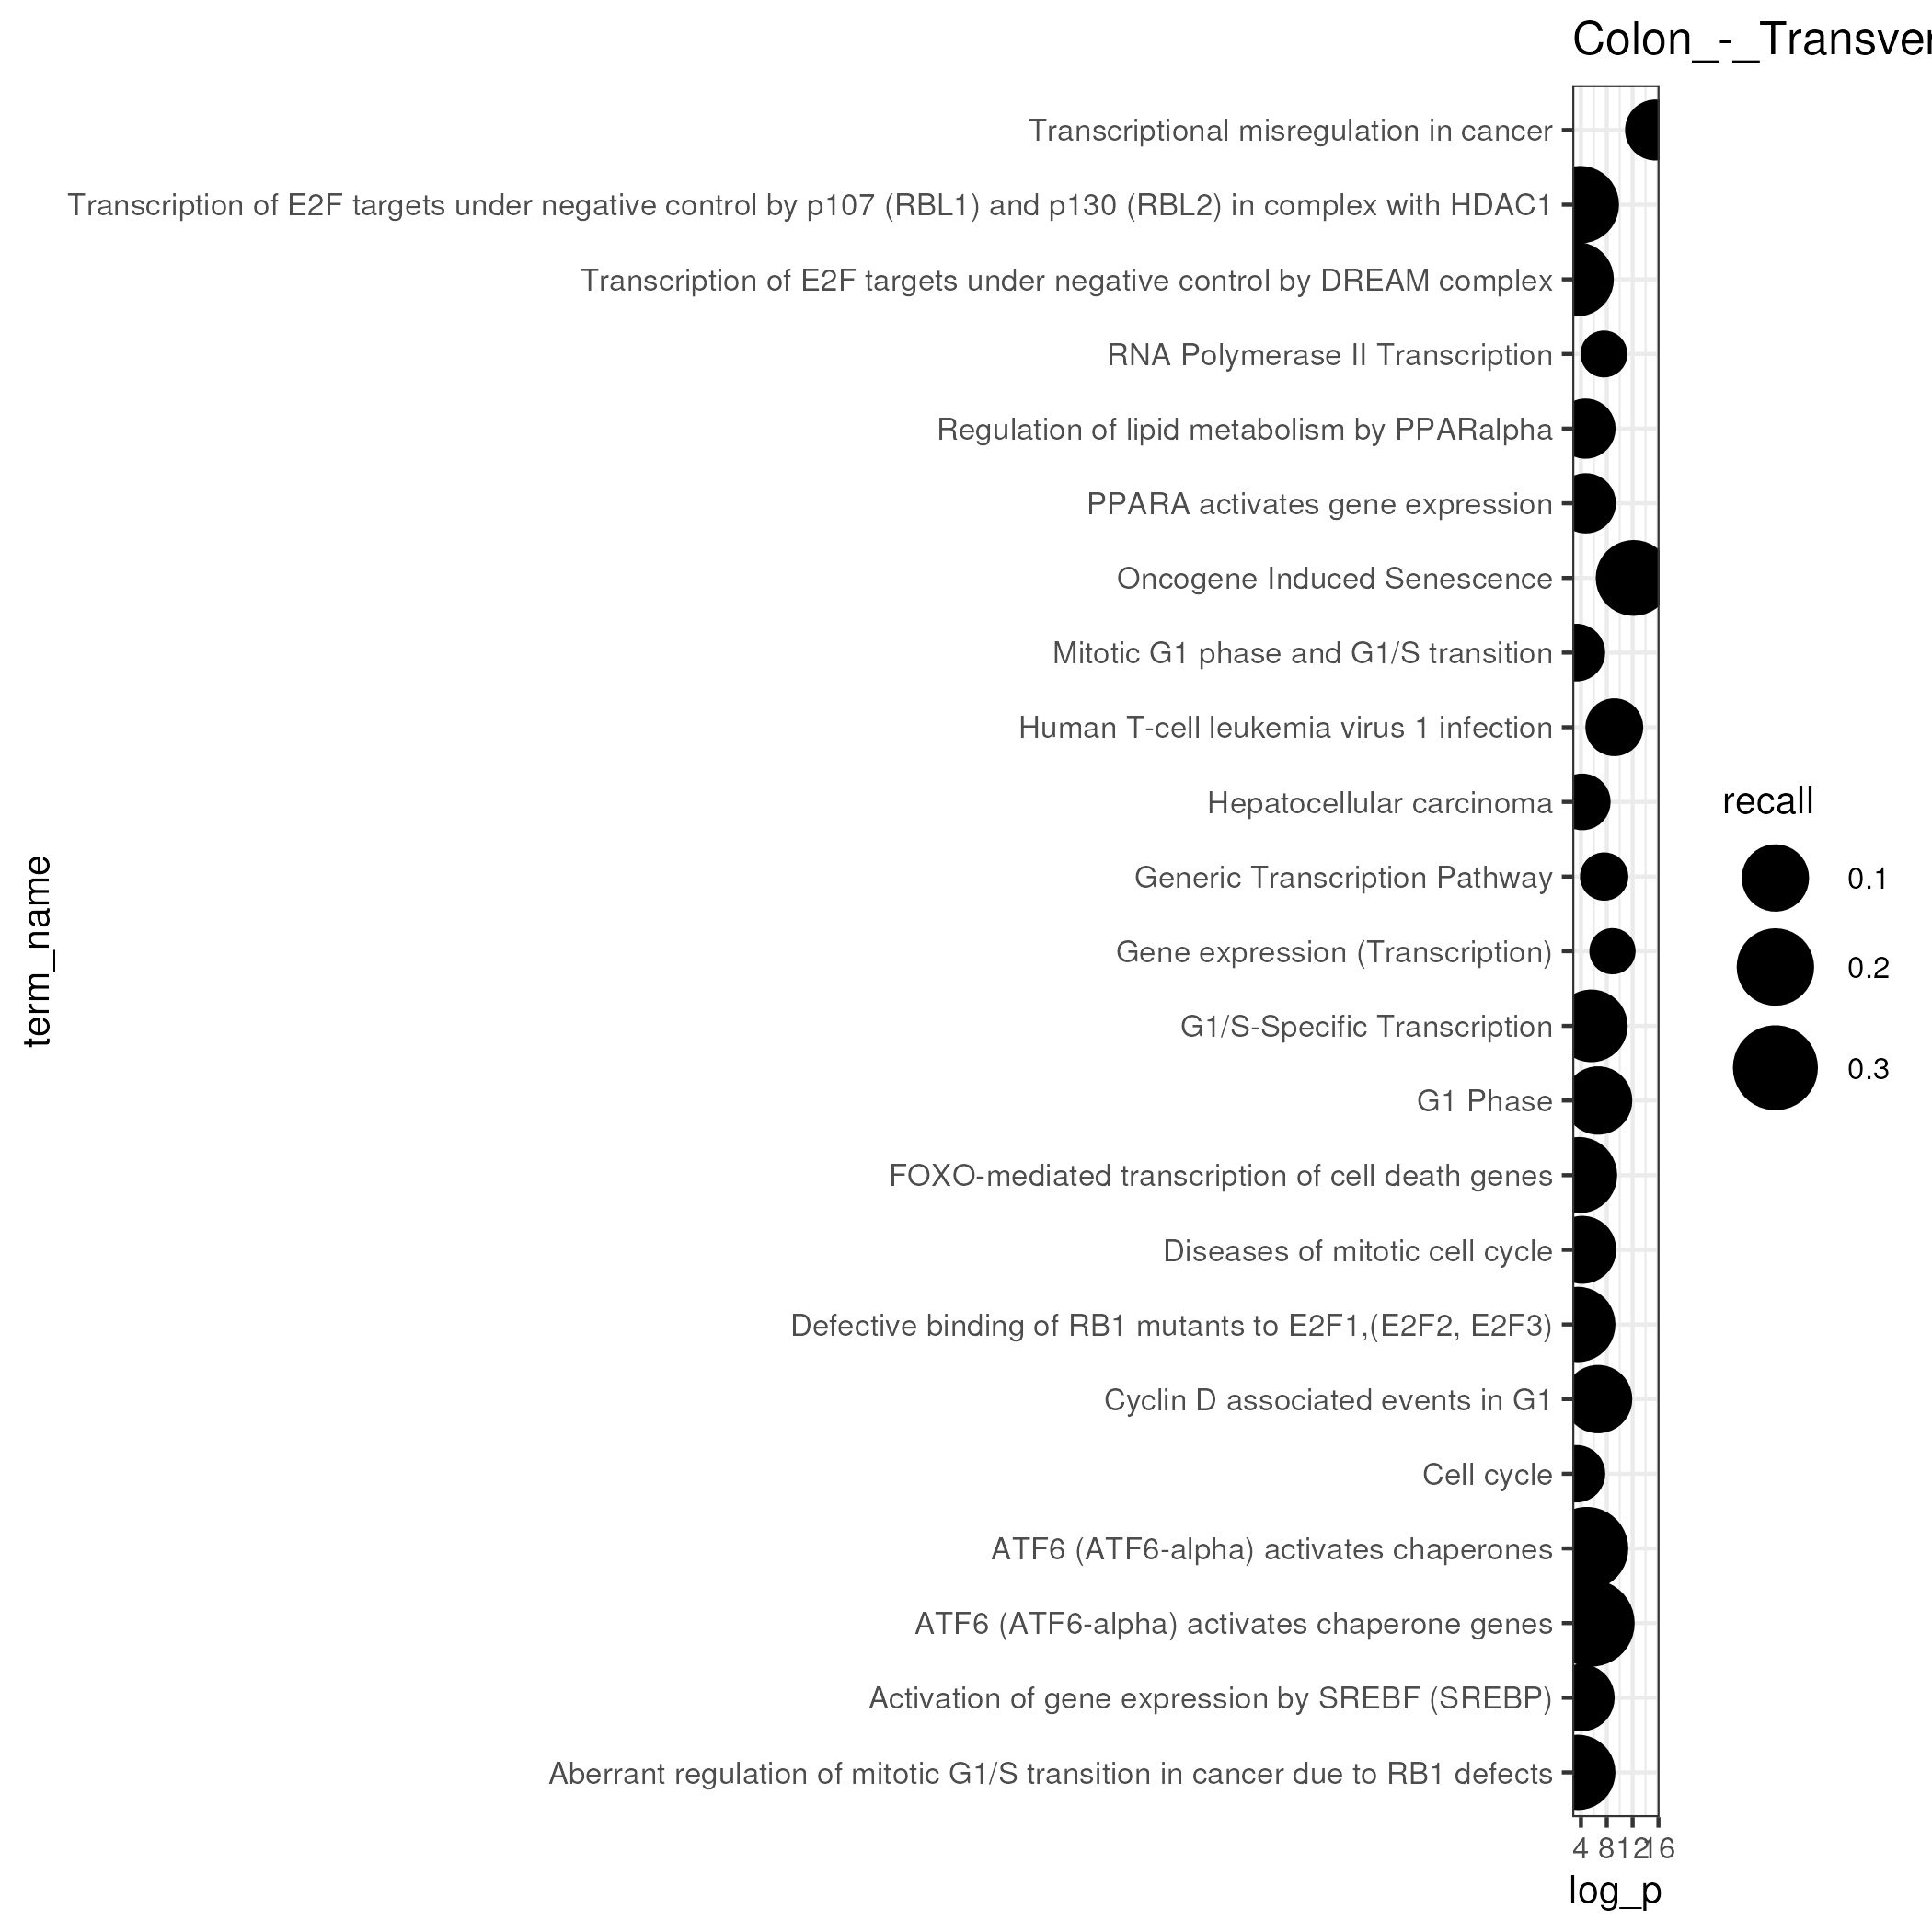 Colon_-_Transver
Transcriptional misregulation in cancer
Transcription of E2F targets under negative control by p107 (RBL1) and p130 (RBL2) in complex with HDAC1
Transcription of E2F targets under negative control by DREAM complex
RNA Polymerase II Transcription
Regulation of lipid metabolism by PPARalpha
PPARA activates gene expression
Oncogene Induced Senescence
Mitotic G1 phase and G1/S transition
Human T-cell leukemia virus 1 infection
Hepatocellular carcinoma
Generic Transcription Pathway
Gene expression (Transcription)
G1/S-Specific Transcription
G1 Phase
FOXO-mediated transcription of cell death genes
Diseases of mitotic cell cycle
Defective binding of RB1 mutants to E2F1,(E2F2, E2F3)
Cyclin D associated events in G1
Cell cycle
ATF6 (ATF6-alpha) activates chaperones
ATF6 (ATF6-alpha) activates chaperone genes
Activation of gene expression by SREBF (SREBP)
Aberrant regulation of mitotic G1/S transition in cancer due to RB1 defects
term_name
4 8 12 16
log_p
recall
0.1
0.2
0.3